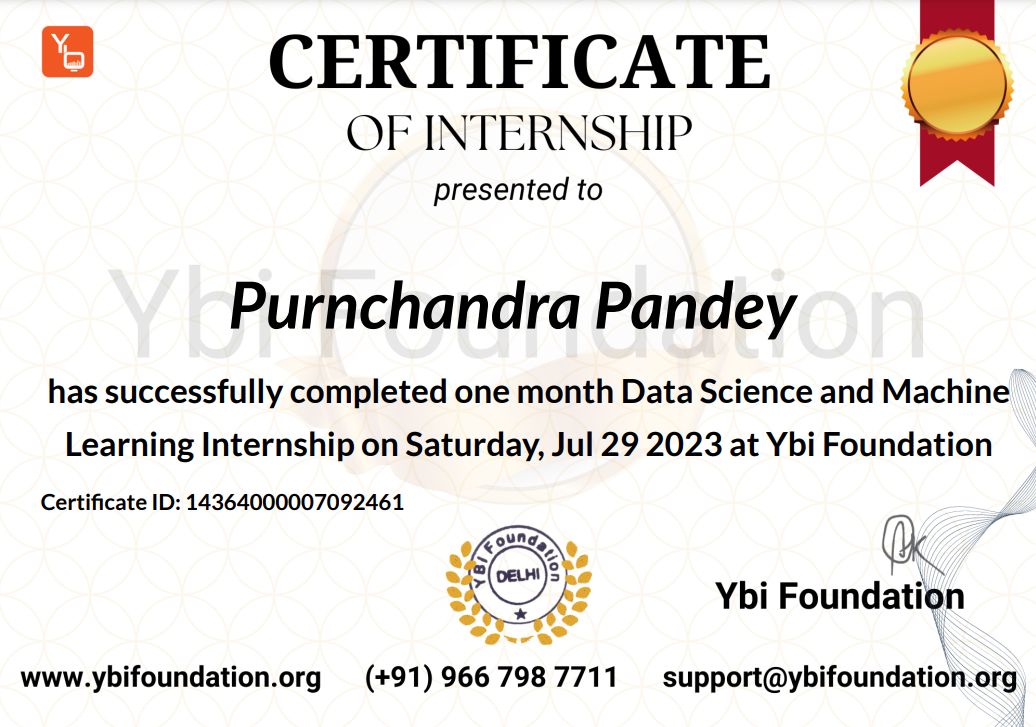 Yb
CERTIFICATE
OF INTERNSHIP
presented to
Ybi Foundation
Purnchandra Pandey
has successfully completed one month Data Science and Machine
Learning Internship on Saturday, Jul 29 2023 at Ybi Foundation
Certificate ID: 14364000007092461
YBi Foundation
DELHI
Ybi Foundation
www.ybifoundation.org (+91) 966 798 7711 support@ybifoundation.org